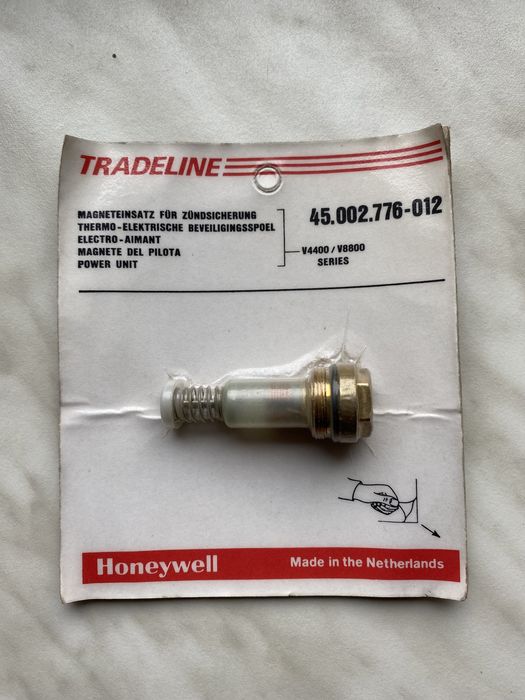 TRADELINE
MAGNETEINSATZ FÜR ZÜNDSICHERUNG
THERMO-ELEKTRISCHE BEVEILIGINGSSPOEL
ELECTRO-AIMANT
MAGNETE DEL PILOTA
POWER UNIT
45.002.776-012
V4400 / V8800
SERIES
Honeywell
Made in the Netherlands